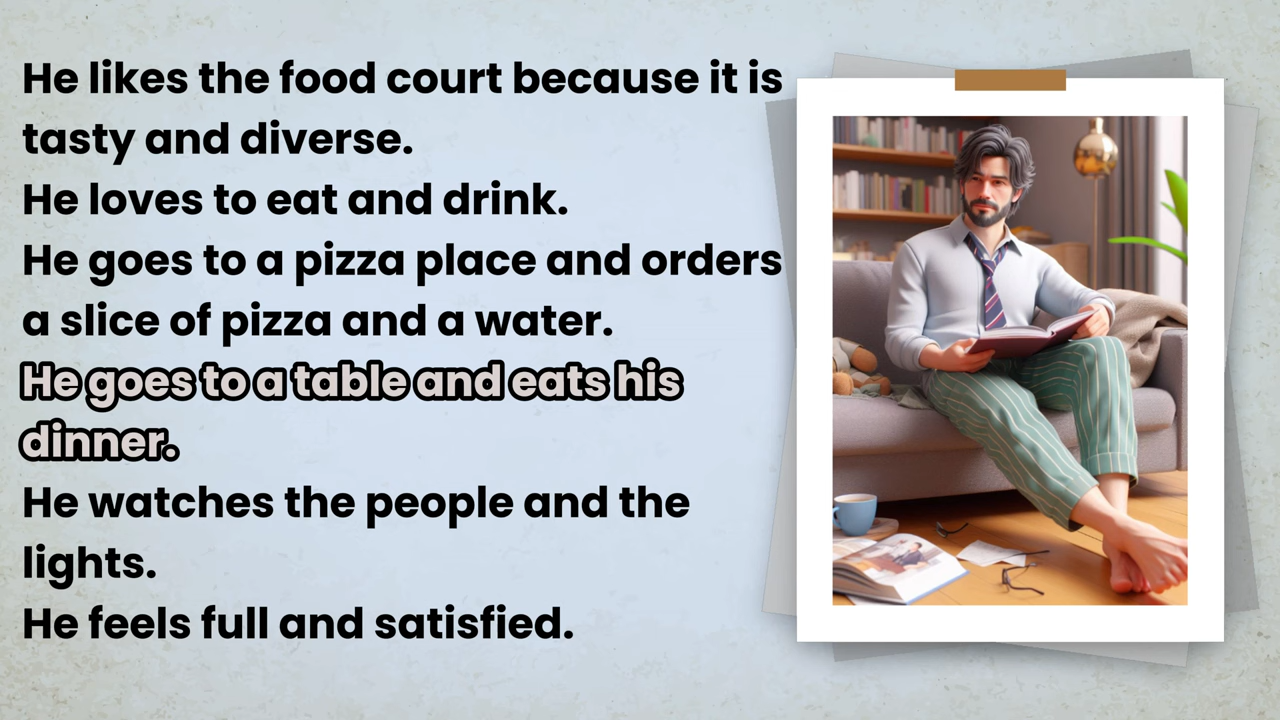 He likes the food court because it is
tasty and diverse.
He loves to eat and drink.
He goes to a pizza place and orders
a slice of pizza and a water.
He goes to a table and eats his
dinner.
He watches the people and the
lights.
He feels full and satisfied.